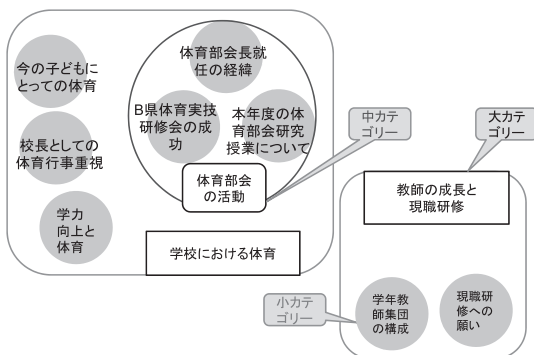 今の子どもに
とっての体育
校長としての
体育行事重視
学力
向上と
体育
体育部会長就
任の経緯
B県体育実技
研修会の成
功
本年度の体
育部会研究
授業について
体育部会
の活動
学校における体育
中カテ
ゴリー
大カテ
ゴリー
教師の成長と
現職研修
小カテ
ゴリー
学年教
師集団
の構成
現職研
修への
願い